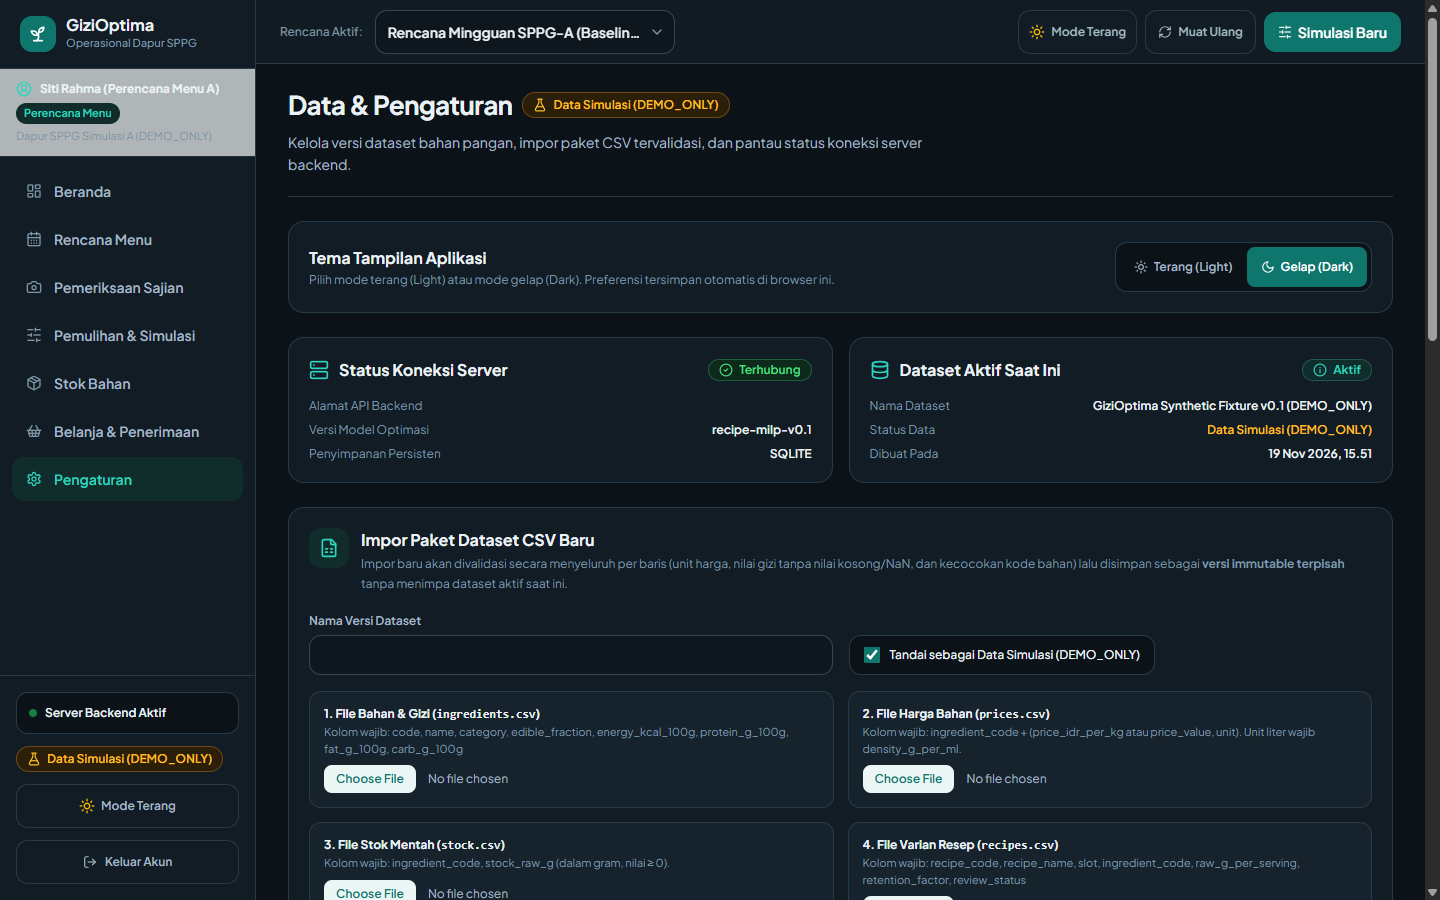 GiziOptima
Operasional Dapur SPPG
Siti Rahma (Perencana Menu A)
Perencana Menu
Dapur SPPG Simulasi A (DEMO_ONLY)
Beranda
Rencana Menu
Pemeriksaan Sajian
Pemulihan & Simulasi
Stok Bahan
Belanja & Penerimaan
Pengaturan
Server Backend Aktif
Data Simulasi (DEMO_ONLY)
Mode Terang
Keluar Akun
Rencana Aktif:
Rencana Mingguan SPPG-A (Baselin...
Mode Terang
Muat Ulang
Simulasi Baru
Data & Pengaturan
Data Simulasi (DEMO_ONLY)
Kelola versi dataset bahan pangan, impor paket CSV tervalidasi, dan pantau status koneksi server
backend.
Tema Tampilan Aplikasi
Pilih mode terang (Light) atau mode gelap (Dark). Preferensi tersimpan otomatis di browser ini.
Terang (Light)
Gelap (Dark)
Status Koneksi Server
Terhubung
Alamat API Backend
Versi Model Optimasi
recipe-milp-v0.1
Penyimpanan Persisten
SQLITE
Dataset Aktif Saat Ini
Aktif
Nama Dataset
GiziOptima Synthetic Fixture v0.1 (DEMO_ONLY)
Status Data
Data Simulasi (DEMO_ONLY)
Dibuat Pada
19 Nov 2026, 15.51
Impor Paket Dataset CSV Baru
Impor baru akan divalidasi secara menyeluruh per baris (unit harga, nilai gizi tanpa nilai kosong/NaN, dan kecocokan kode bahan) lalu disimpan sebagai versi immutable terpisah
tanpa menimpa dataset aktif saat ini.
Nama Versi Dataset
Tandai sebagai Data Simulasi (DEMO_ONLY)
1. File Bahan & Gizi (ingredients.csv)
Kolom wajib: code, name, category, edible_fraction, energy_kcal_100g, protein_g_100g,
fat_g_100g, carb_g_100g
Choose File
No file chosen
2. File Harga Bahan (prices.csv)
Kolom wajib: ingredient_code + (price_idr_per_kg atau price_value, unit). Unit liter wajib
density_g_per_ml.
Choose File
No file chosen
3. File Stok Mentah (stock.csv)
Kolom wajib: ingredient_code, stock_raw_g (dalam gram, nilai ≥ 0).
Choose File
No file chosen
4. File Varian Resep (recipes.csv)
Kolom wajib: recipe_code, recipe_name, slot, ingredient_code, raw_g_per_serving,
retention_factor, review_status